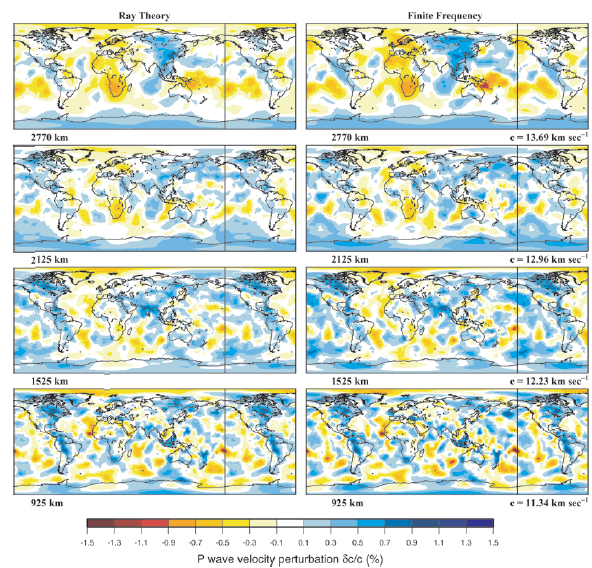 Ray Theory Finite Frequency
2770 km 2770 km c = 13.69 km sec⁻¹
2125 km 2125 km c = 12.96 km sec⁻¹
1525 km 1525 km c = 12.23 km sec⁻¹
925 km 925 km c = 11.34 km sec⁻¹
-1.5 -1.3 -1.1 -0.9 -0.7 -0.5 -0.3 -0.1 0.1 0.3 0.5 0.7 0.9 1.1 1.3 1.5
P wave velocity perturbation δc/c (%)